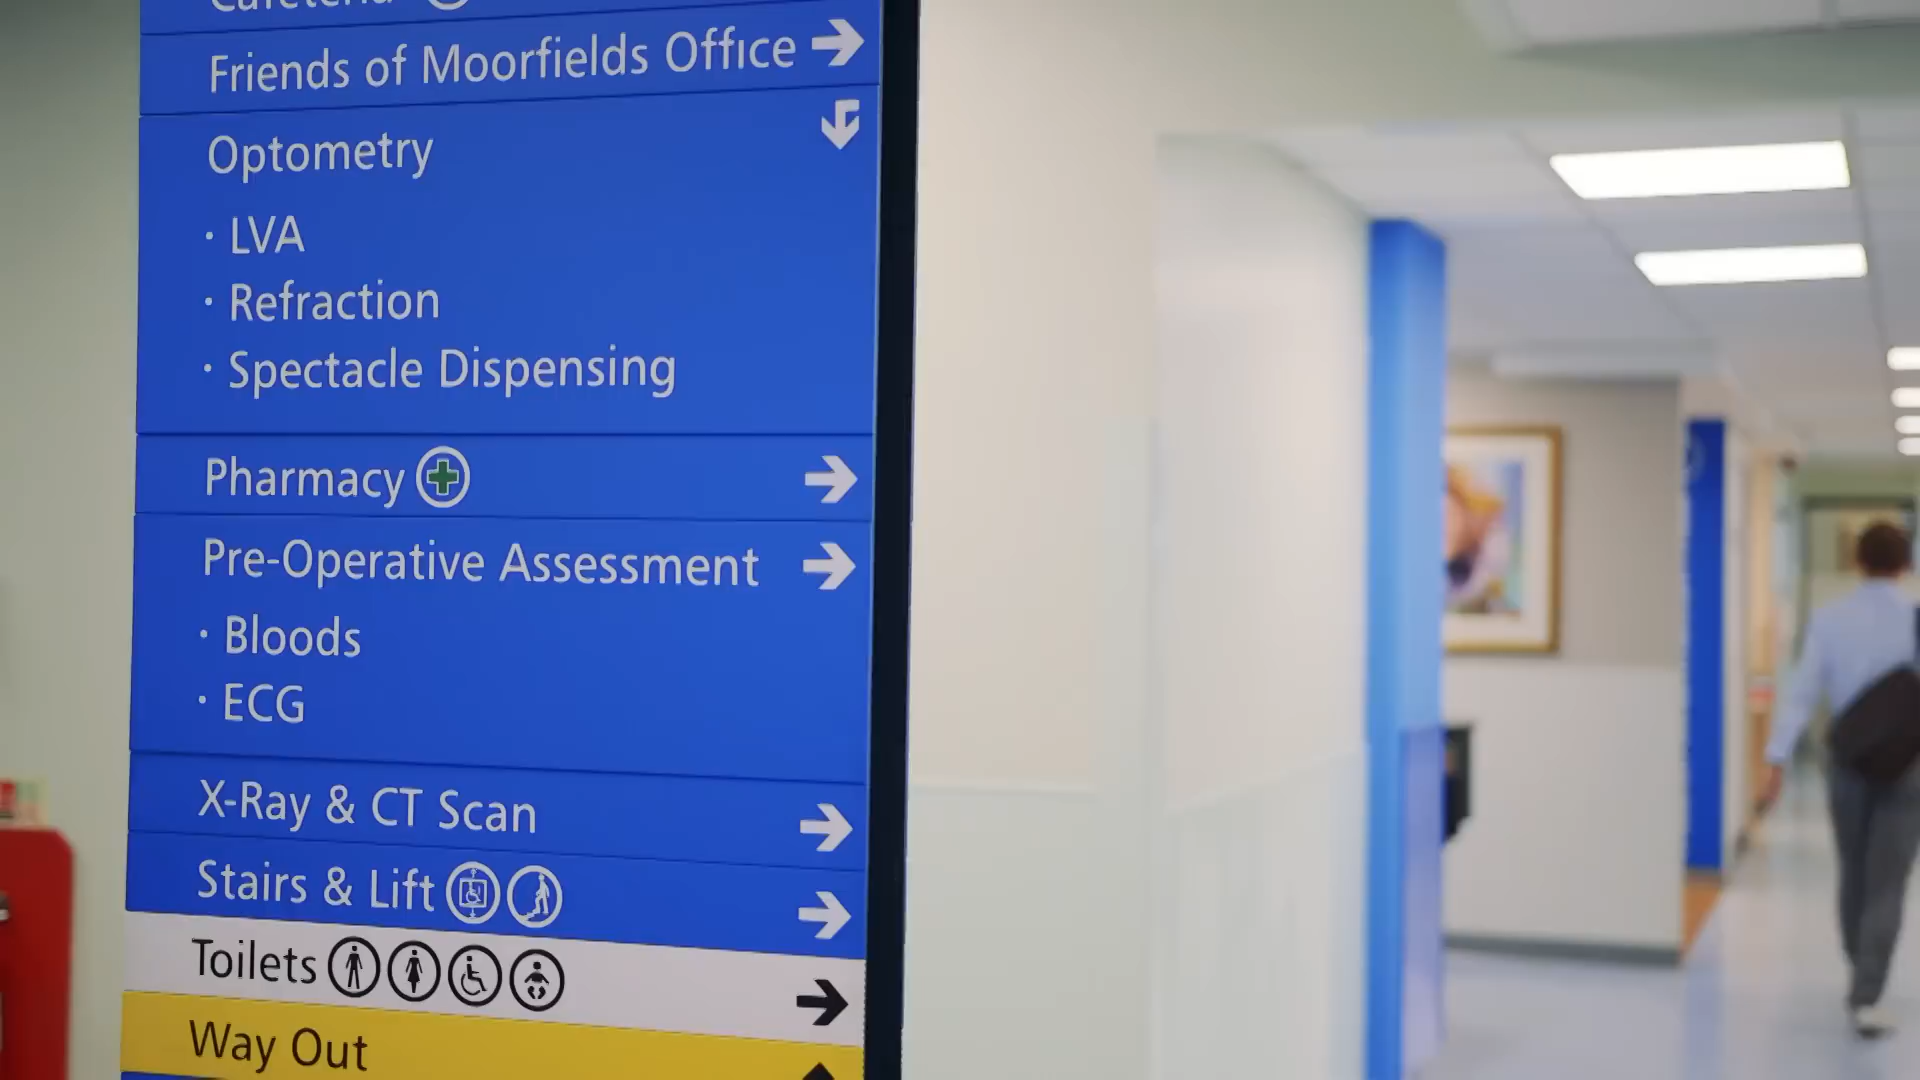 Cafeteria
Friends of Moorfields Office
Optometry
· LVA
· Refraction
· Spectacle Dispensing
Pharmacy
Pre-Operative Assessment
· Bloods
· ECG
X-Ray & CT Scan
Stairs & Lift
Toilets
Way Out